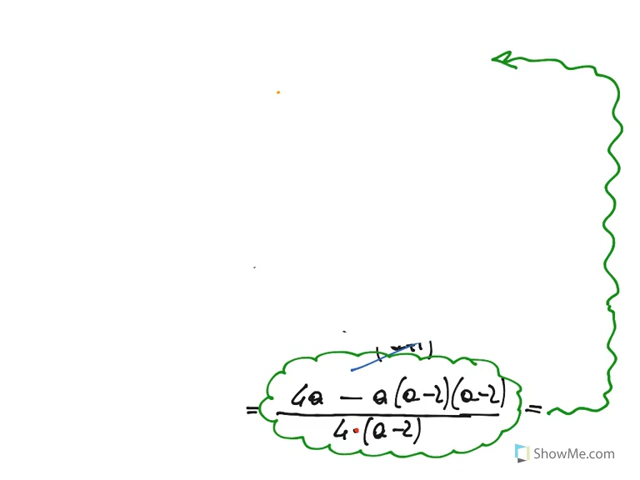 = 4a - a(a-2)(a-2) =
4·(a-2)
ShowMe.com